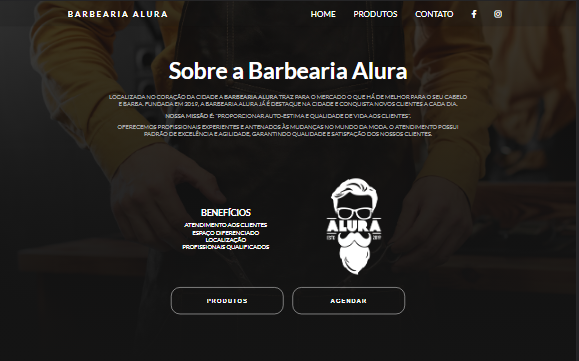 BARBEARIA ALURA HOME PRODUTOS CONTATO
Sobre a Barbearia Alura
LOCALIZADA NO CORAÇÃO DA CIDADE A BARBEARIA ALURA TRAZ PARA O MERCADO O QUE HÁ DE MELHOR PARA O SEU CABELO
E BARBA. FUNDADA EM 2019, A BARBEARIA ALURA JÁ É DESTAQUE NA CIDADE E CONQUISTA NOVOS CLIENTES A CADA DIA.
NOSSA MISSÃO É: "PROPORCIONAR AUTO-ESTIMA E QUALIDADE DE VIDA AOS CLIENTES".
OFERECEMOS PROFISSIONAIS EXPERIENTES E ANTENADOS ÀS MUDANÇAS NO MUNDO DA MODA. O ATENDIMENTO POSSUI
PADRÃO DE EXCELÊNCIA E AGILIDADE, GARANTINDO QUALIDADE E SATISFAÇÃO DOS NOSSOS CLIENTES.
BENEFÍCIOS
ATENDIMENTO AOS CLIENTES
ESPAÇO DIFERENCIADO
LOCALIZAÇÃO
PROFISSIONAIS QUALIFICADOS
ALURA
ESTD 2019
PRODUTOS AGENDAR